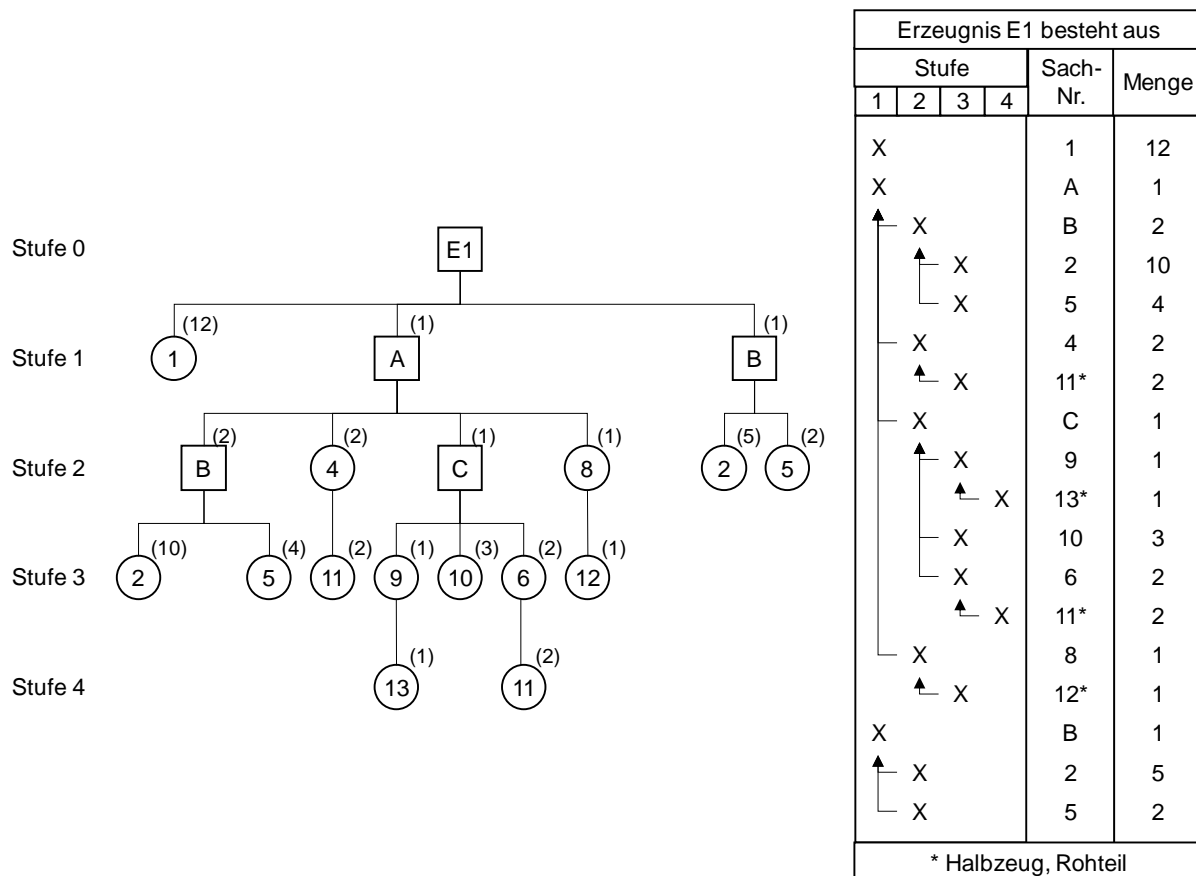 Stufe 0
E1
(12) (1) (1)
Stufe 1
1 A B
(2) (2) (1) (1) (5) (2)
Stufe 2
B 4 C 8 2 5
(10) (4) (2) (1) (3) (2) (1)
Stufe 3
2 5 11 9 10 6 12
(1) (2)
Stufe 4
13 11
Erzeugnis E1 besteht aus
Stufe Sach-Nr. Menge
1 2 3 4
X 1 12
X A 1
X B 2
X 2 10
X 5 4
X 4 2
X 11* 2
X C 1
X 9 1
X 13* 1
X 10 3
X 6 2
X 11* 2
X 8 1
X 12* 1
X B 1
X 2 5
X 5 2
* Halbzeug, Rohteil